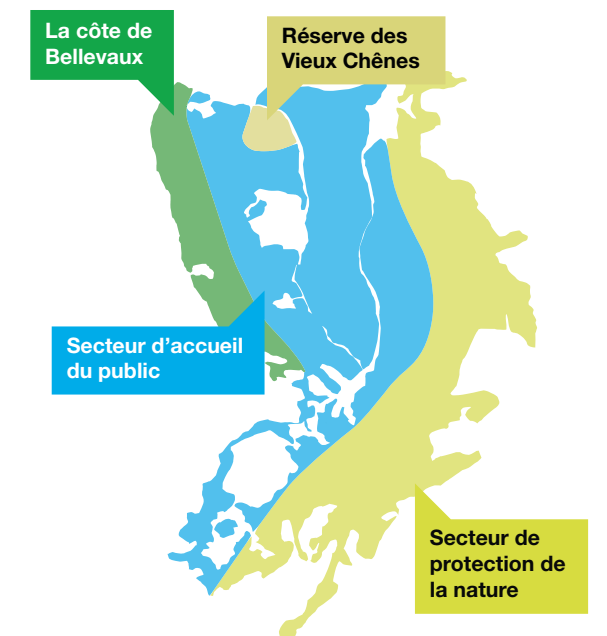 La côte de
Bellevaux
Réserve des
Vieux Chênes
Secteur d’accueil
du public
Secteur de
protection de
la nature